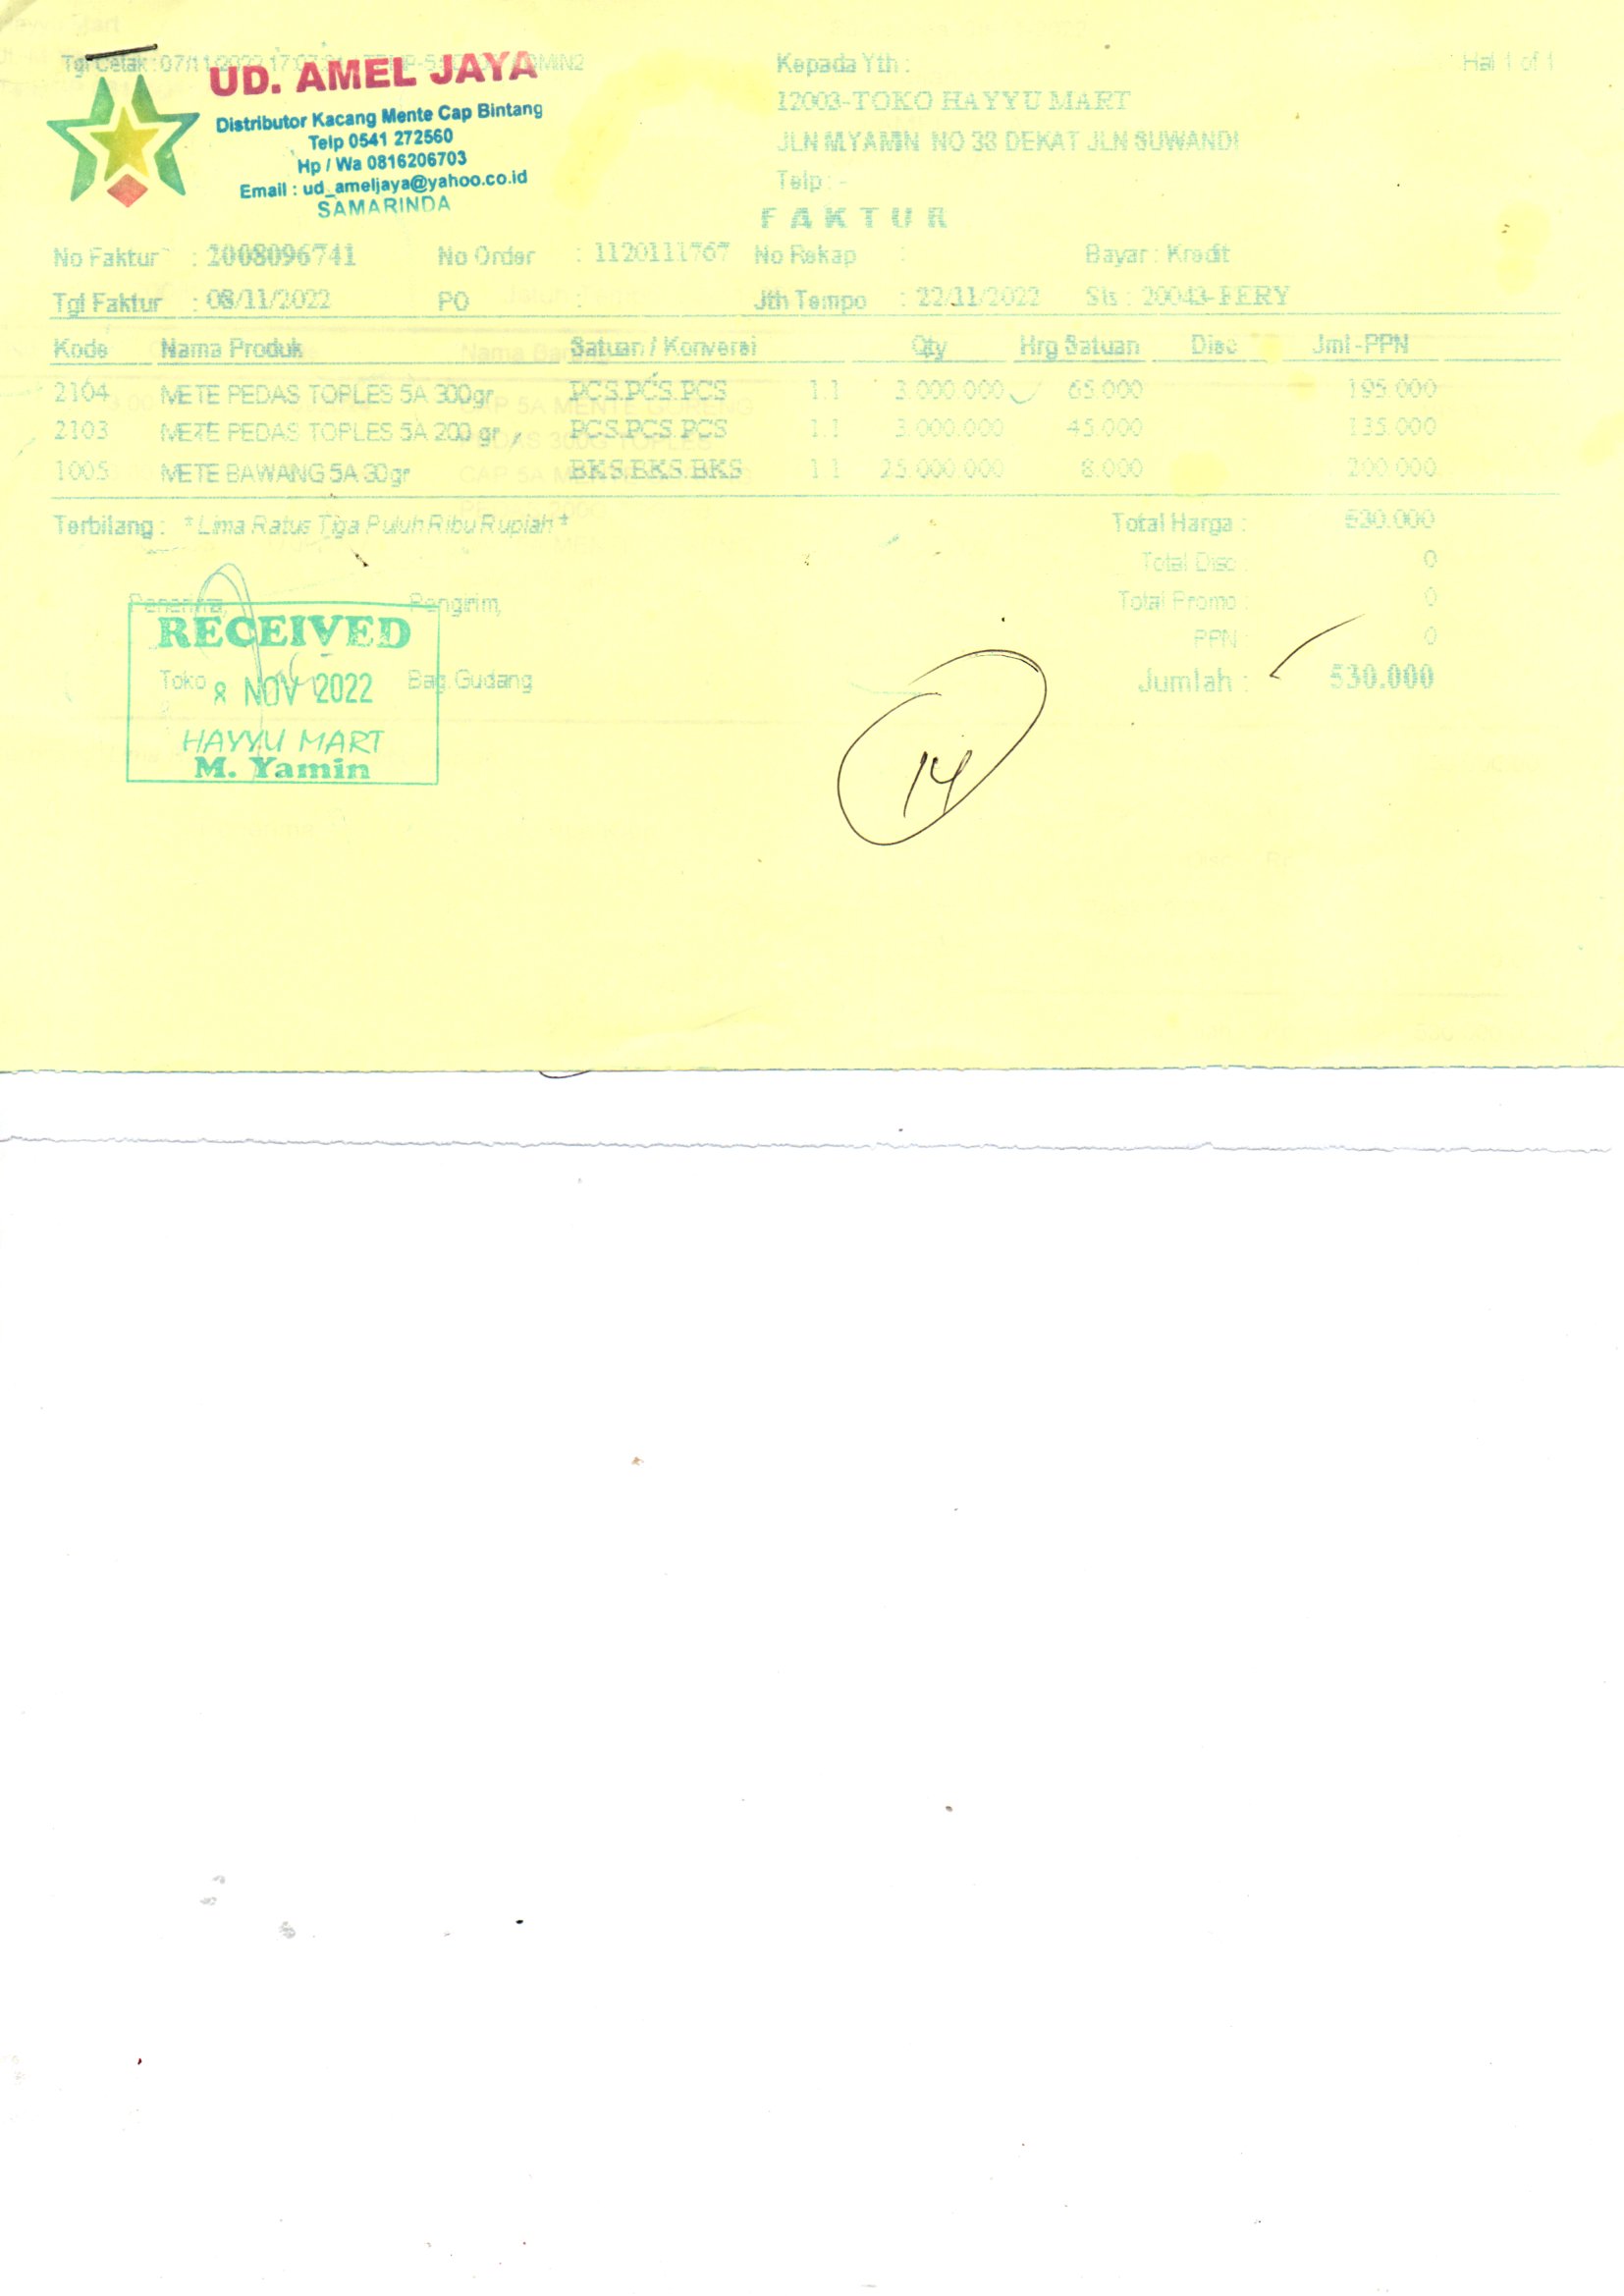 Tgl Cetak : 07/11/2022 17:07
UD. AMEL JAYA
Distributor Kacang Mente Cap Bintang
Telp 0541 272560
Hp / Wa 0816206703
Email : ud_ameljaya@yahoo.co.id
SAMARINDA
Kepada Yth :
Hal 1 of 1
12003-TOKO HAYYU MART
JLN M.YAMIN NO 38 DEKAT JLN SUWANDI
Telp : -
FAKTUR
No Faktur : 2008096741 No Order : 1120111767 No Rekap : Bayar : Kredit
Tgl Faktur : 08/11/2022 PO : Jth Tempo : 22/11/2022 Sls : 20043-FERY
Kode Nama Produk Satuan / Konversi Qty Hrg Satuan Disc Jml-PPN
2104 METE PEDAS TOPLES 5A 300gr PCS.PCS.PCS 1.1 3.000.000 65.000 195.000
2103 METE PEDAS TOPLES 5A 200 gr PCS.PCS.PCS 1.1 3.000.000 45.000 135.000
1005 METE BAWANG 5A 30gr BKS.BKS.BKS 1.1 25.000.000 8.000 200.000
Terbilang : *Lima Ratus Tiga Puluh Ribu Rupiah* Total Harga : 530.000
Total Disc : 0
Total Promo : 0
PPN : 0
Jumlah : 530.000
Penerima, Pengirim,
RECEIVED
Toko Bag.Gudang
8 NOV 2022
HAYYU MART
M. Yamin
14